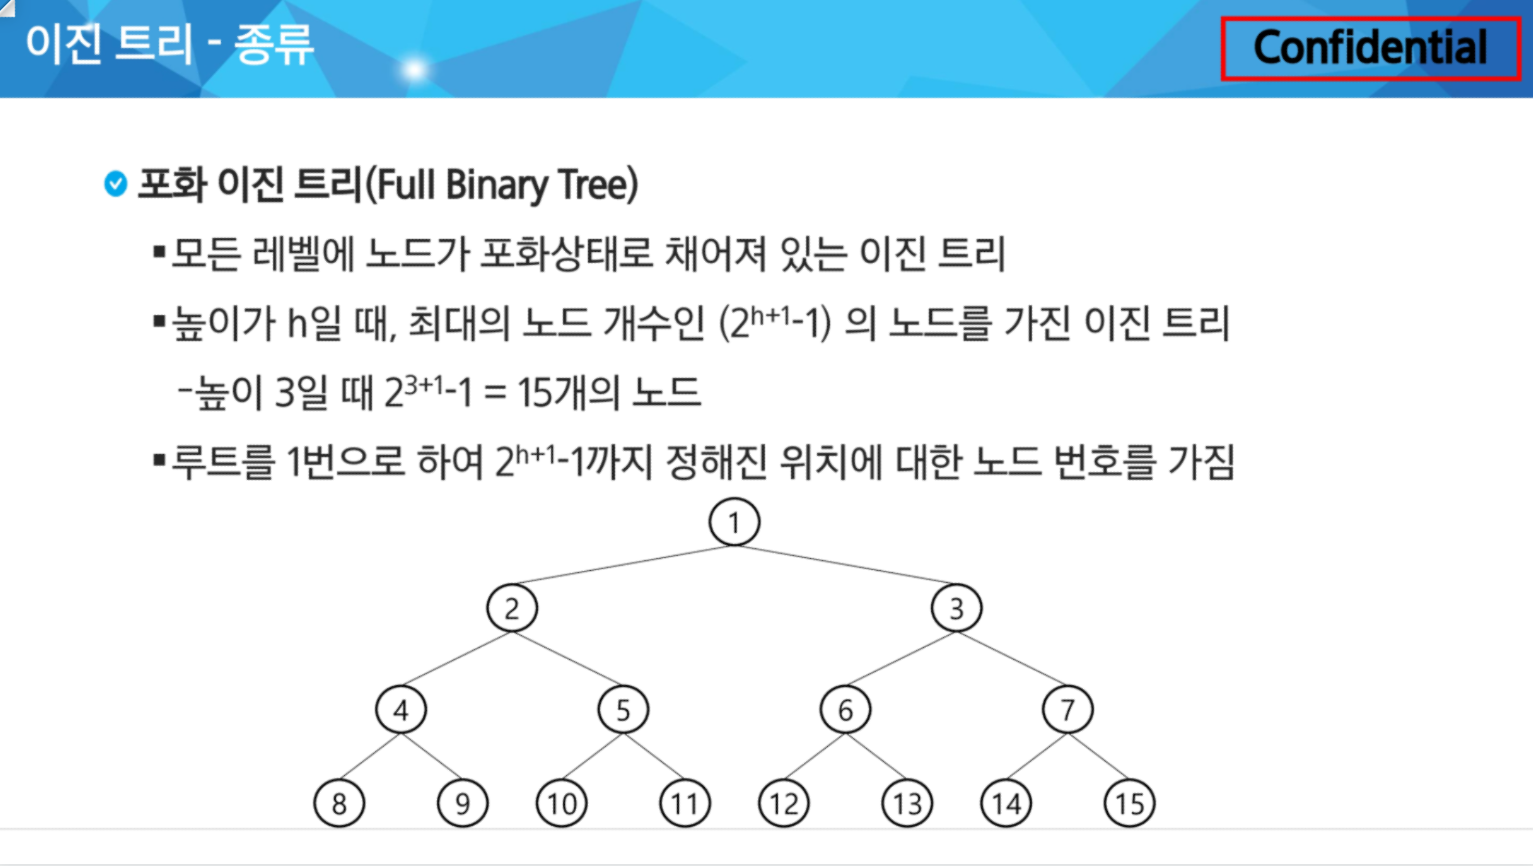 이진 트리 - 종류
Confidential
포화 이진 트리(Full Binary Tree)
▪모든 레벨에 노드가 포화상태로 채어져 있는 이진 트리
▪높이가 h일 때, 최대의 노드 개수인 (2ʰ⁺¹-1) 의 노드를 가진 이진 트리
-높이 3일 때 2³⁺¹-1 = 15개의 노드
▪루트를 1번으로 하여 2ʰ⁺¹-1까지 정해진 위치에 대한 노드 번호를 가짐
1
2 3
4 5 6 7
8 9 10 11 12 13 14 15